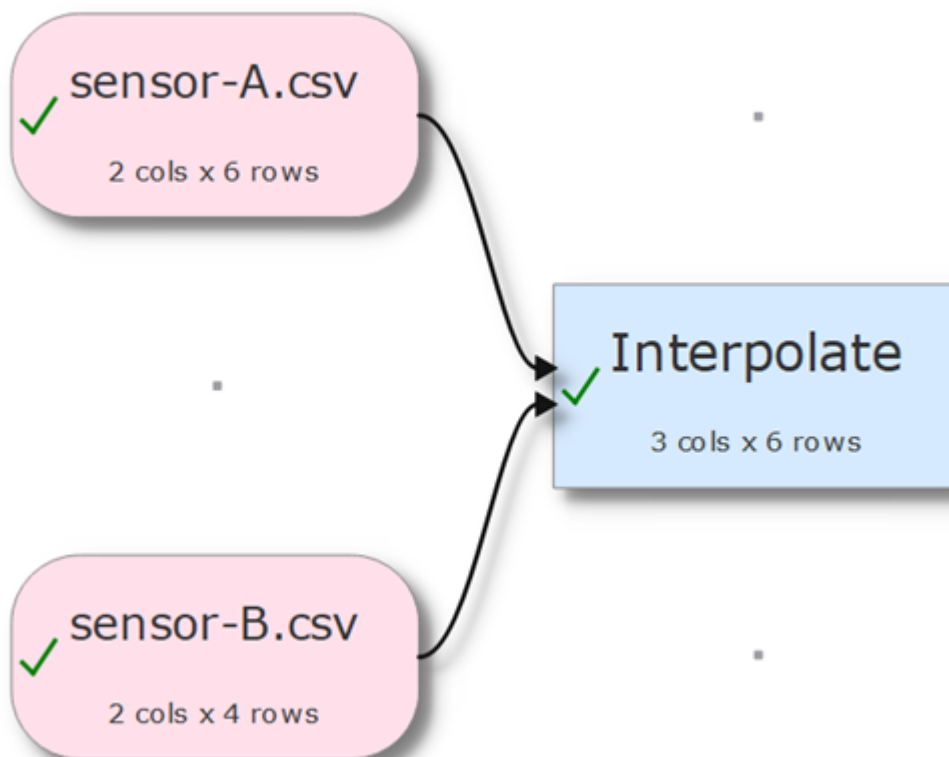 sensor-A.csv
2 cols x 6 rows
Interpolate
3 cols x 6 rows
sensor-B.csv
2 cols x 4 rows